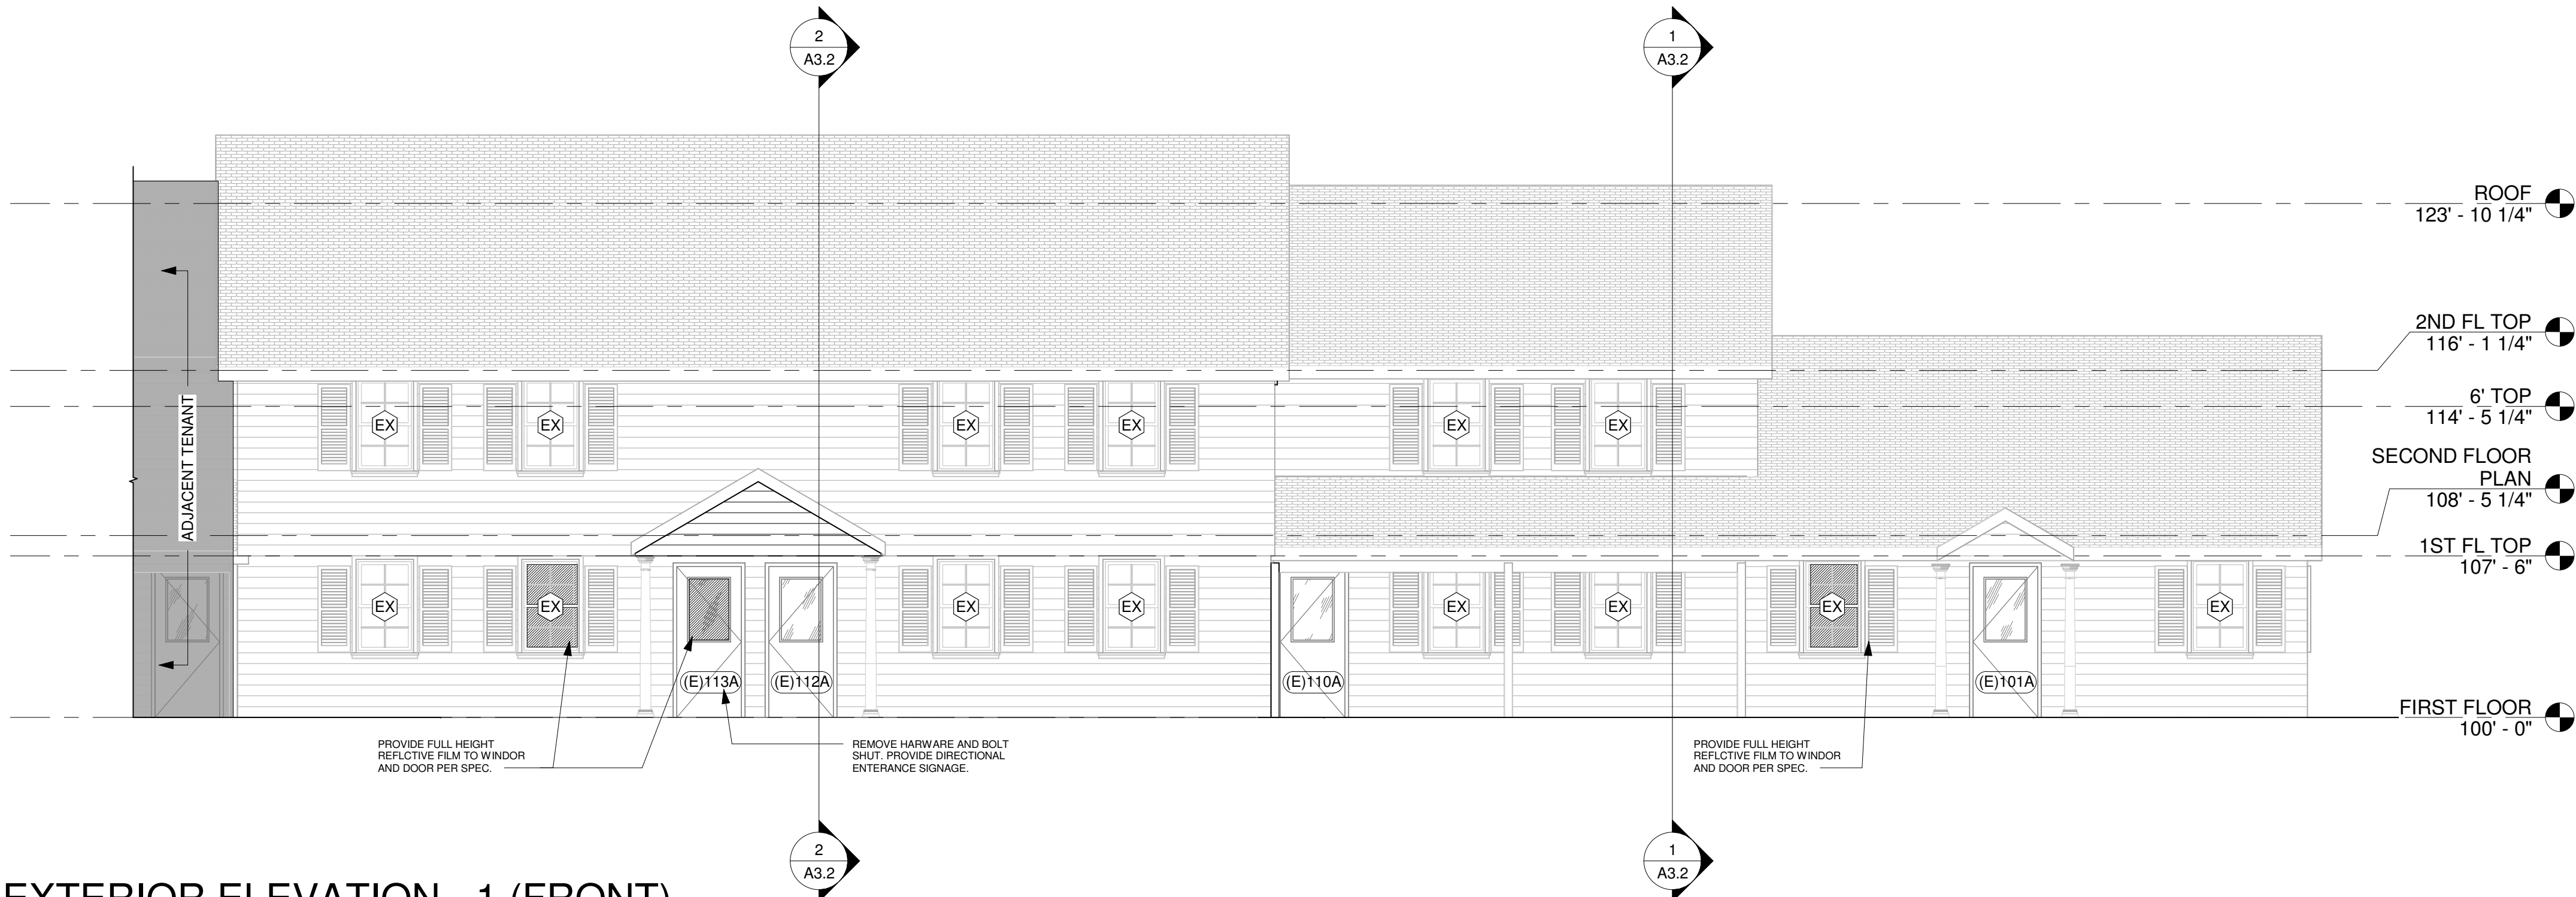 2
A3.2
1
A3.2
ROOF
123' - 10 1/4"
2ND FL TOP
116' - 1 1/4"
6' TOP
114' - 5 1/4"
SECOND FLOOR
PLAN
108' - 5 1/4"
1ST FL TOP
107' - 6"
FIRST FLOOR
100' - 0"
ADJACENT TENANT
EX
EX
EX
EX
EX
EX
EX
EX
EX
EX
EX
EX
EX
EX
(E)113A
(E)112A
(E)110A
(E)101A
PROVIDE FULL HEIGHT
REFLCTIVE FILM TO WINDOR
AND DOOR PER SPEC.
REMOVE HARWARE AND BOLT
SHUT. PROVIDE DIRECTIONAL
ENTERANCE SIGNAGE.
PROVIDE FULL HEIGHT
REFLCTIVE FILM TO WINDOR
AND DOOR PER SPEC.
2
A3.2
1
A3.2
EXTERIOR ELEVATION - 1 (FRONT)